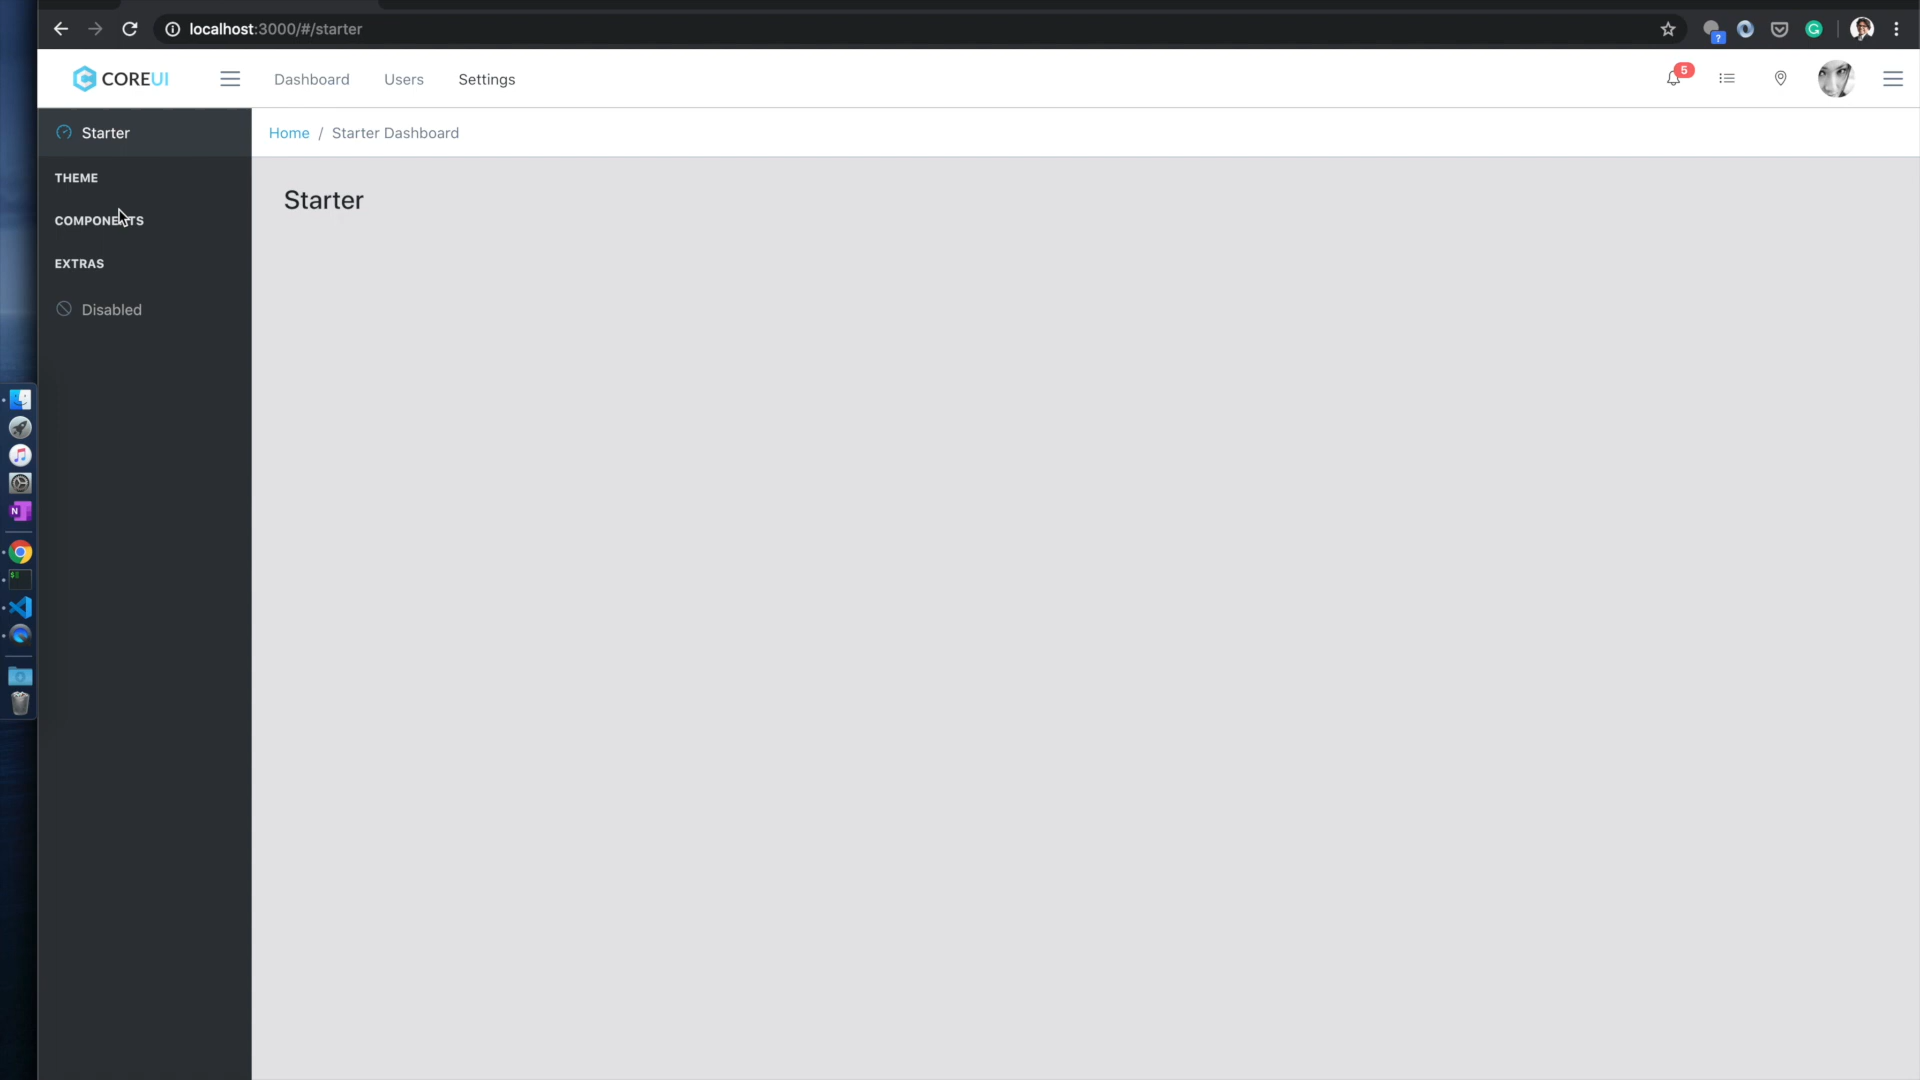 localhost:3000/#/starter
?
G
COREUI
Dashboard
Users
Settings
5
Starter
Home / Starter Dashboard
THEME
Starter
COMPONENTS
EXTRAS
Disabled
N
$